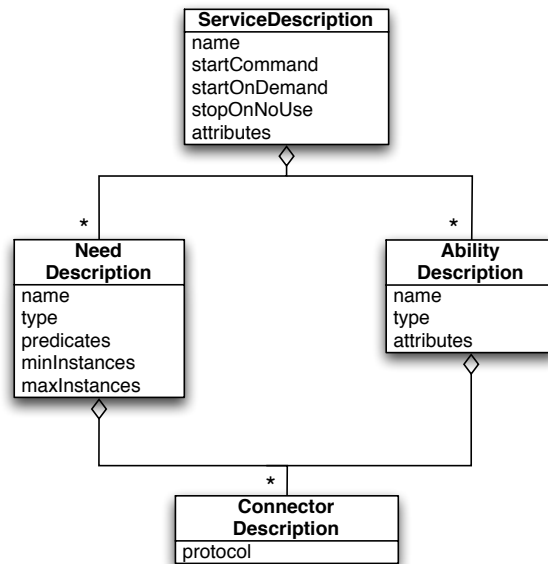 ServiceDescription
name
startCommand
startOnDemand
stopOnNoUse
attributes
*
*
Need
Description
name
type
predicates
minInstances
maxInstances
Ability
Description
name
type
attributes
*
Connector
Description
protocol